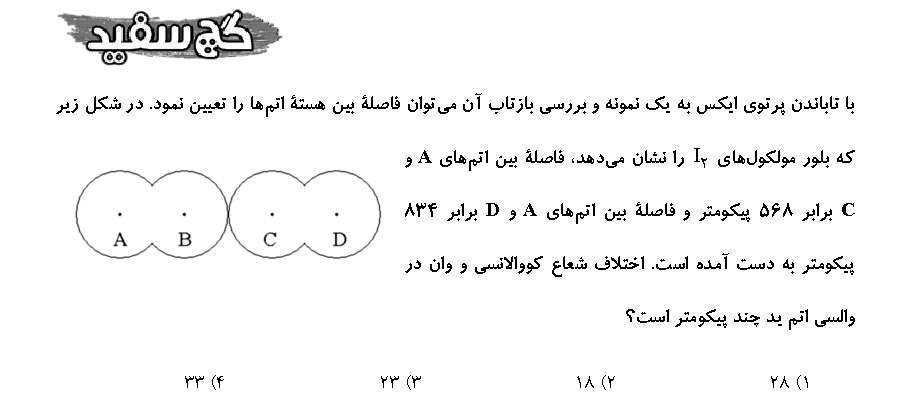 گچ سفید
با تاباندن پرتوی ایکس به یک نمونه و بررسی بازتاب آن می‌توان فاصلهٔ بین هستهٔ اتم‌ها را تعیین نمود. در شکل زیر
که بلور مولکول‌های I۲ را نشان می‌دهد، فاصلهٔ بین اتم‌های A و
C برابر ۵۶۸ پیکومتر و فاصلهٔ بین اتم‌های A و D برابر ۸۳۴
پیکومتر به دست آمده است. اختلاف شعاع کووالانسی و وان در
والسی اتم ید چند پیکومتر است؟
A B C D
۱) ۲۸ ۲) ۱۸ ۳) ۲۳ ۴) ۳۳